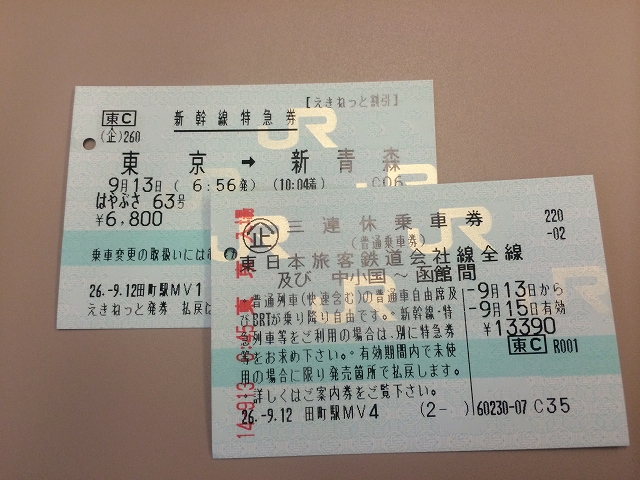 【えきねっと割引】
東C
新幹線特急券
(企)260
東京 → 新青森
9月13日 (6:56発) (10:04着) C06
はやぶさ 63号
￥6,800
乗車変更の取扱いには
26.-9.12田町駅MV1
えきねっと発券 払戻は
企
三連休乗車券
220
-02
(普通乗車券)
東日本旅客鉄道会社線全線
及び 中小国～函館間
普通列車(快速含む)の普通車自由席及
びBRTが乗り降り自由です。新幹線・特
急列車等をご利用の場合は、別に特急券
等をお求め下さい。有効期間内で未使
用の場合に限り発売箇所で払戻します。
詳しくはご案内券をご覧下さい。
-9月13日から
-9月15日有効
￥13390
東C R001
26.-9.12 田町駅MV4 (2- ) 60230-07 C35